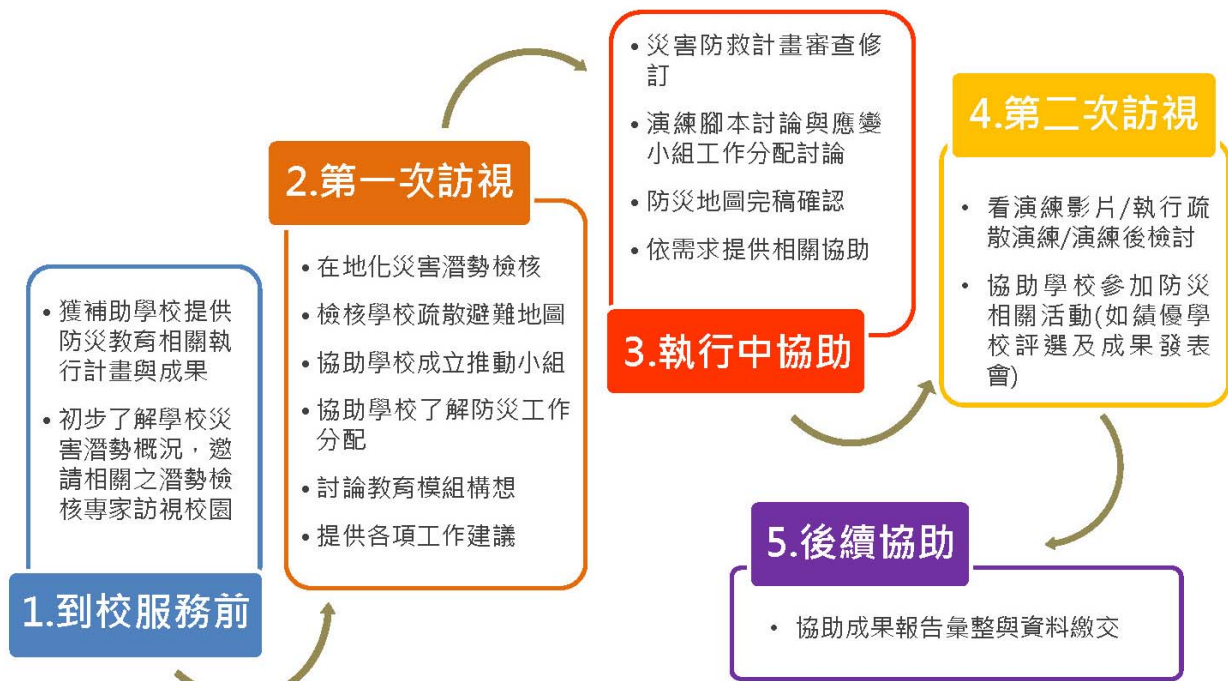 1.到校服務前
• 獲補助學校提供
防災教育相關執
行計畫與成果
• 初步了解學校災
害潛勢概況，邀
請相關之潛勢檢
核專家訪視校園
2.第一次訪視
• 在地化災害潛勢檢核
• 檢核學校疏散避難地圖
• 協助學校成立推動小組
• 協助學校了解防災工作
分配
• 討論教育模組構想
• 提供各項工作建議
3.執行中協助
• 災害防救計畫審查修
訂
• 演練腳本討論與應變
小組工作分配討論
• 防災地圖完稿確認
• 依需求提供相關協助
4.第二次訪視
• 看演練影片/執行疏
散演練/演練後檢討
• 協助學校參加防災
相關活動(如績優學
校評選及成果發表
會)
5.後續協助
• 協助成果報告彙整與資料繳交